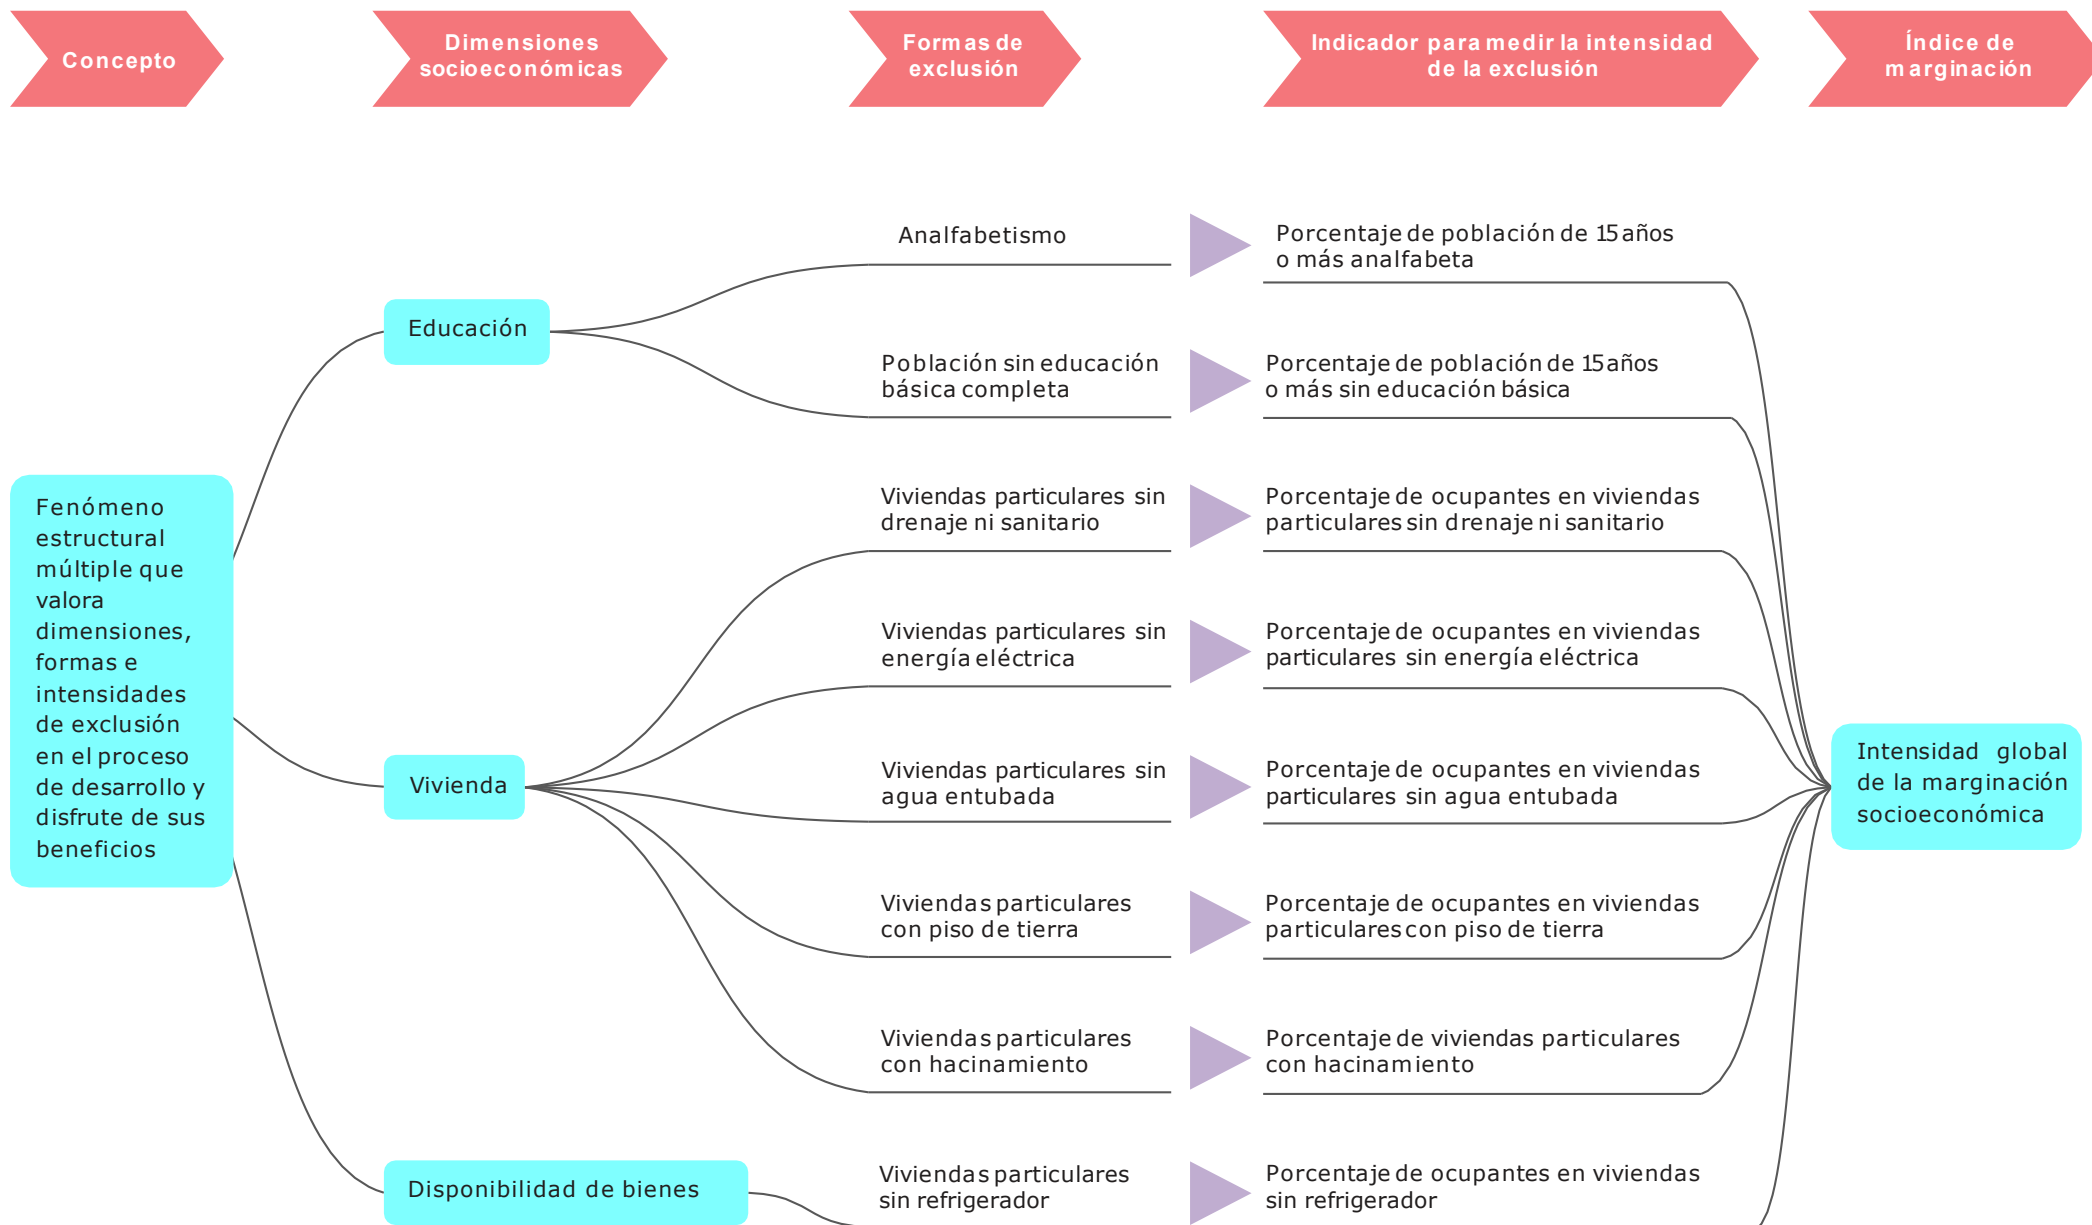 Concepto
Dimensiones
socioeconómicas
Formas de
exclusión
Indicador para medir la intensidad
de la exclusión
Índice de
marginación
Fenómeno
estructural
múltiple que
valora
dimensiones,
formas e
intensidades
de exclusión
en el proceso
de desarrollo y
disfrute de sus
beneficios
Educación
Analfabetismo
Porcentaje de población de 15 años
o más analfabeta
Población sin educación
básica completa
Porcentaje de población de 15 años
o más sin educación básica
Vivienda
Viviendas particulares sin
drenaje ni sanitario
Porcentaje de ocupantes en viviendas
particulares sin drenaje ni sanitario
Viviendas particulares sin
energía eléctrica
Porcentaje de ocupantes en viviendas
particulares sin energía eléctrica
Viviendas particulares sin
agua entubada
Porcentaje de ocupantes en viviendas
particulares sin agua entubada
Viviendas particulares
con piso de tierra
Porcentaje de ocupantes en viviendas
particulares con piso de tierra
Viviendas particulares
con hacinamiento
Porcentaje de viviendas particulares
con hacinamiento
Disponibilidad de bienes
Viviendas particulares
sin refrigerador
Porcentaje de ocupantes en viviendas
sin refrigerador
Intensidad global
de la marginación
socioeconómica